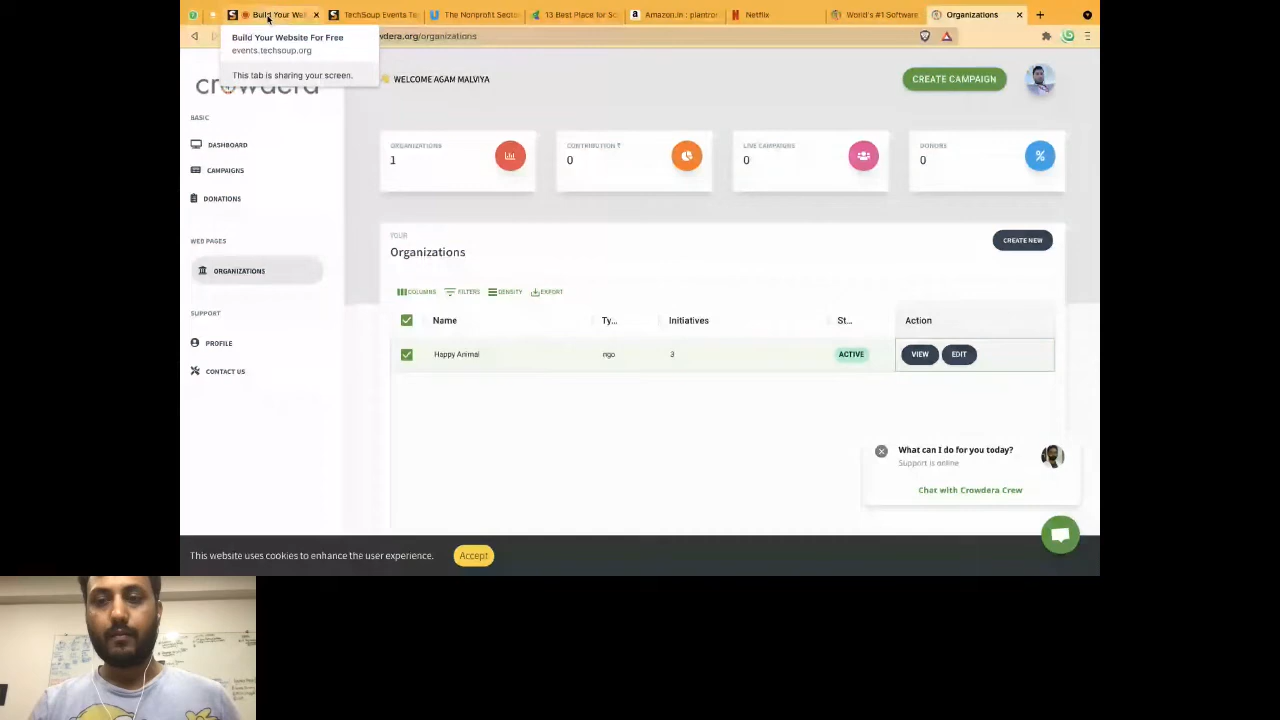 Build Your Web
TechSoup Events Te
The Nonprofit Secto
13 Best Place for Sc
Amazon.in : plantro
Netflix
World's #1 Software
Organizations
Build Your Website For Free
events.techsoup.org
This tab is sharing your screen.
wdera.org/organizations
crowdera
WELCOME AGAM MALVIYA
CREATE CAMPAIGN
BASIC
DASHBOARD
CAMPAIGNS
DONATIONS
WEB PAGES
ORGANIZATIONS
SUPPORT
PROFILE
CONTACT US
ORGANIZATIONS
1
CONTRIBUTION ₹
0
LIVE CAMPAIGNS
0
DONORS
0
YOUR
Organizations
CREATE NEW
COLUMNS
FILTERS
DENSITY
EXPORT
Name
Ty...
Initiatives
St...
Action
Happy Animal
ngo
3
ACTIVE
VIEW
EDIT
What can I do for you today?
Support is online
Chat with Crowdera Crew
This website uses cookies to enhance the user experience.
Accept